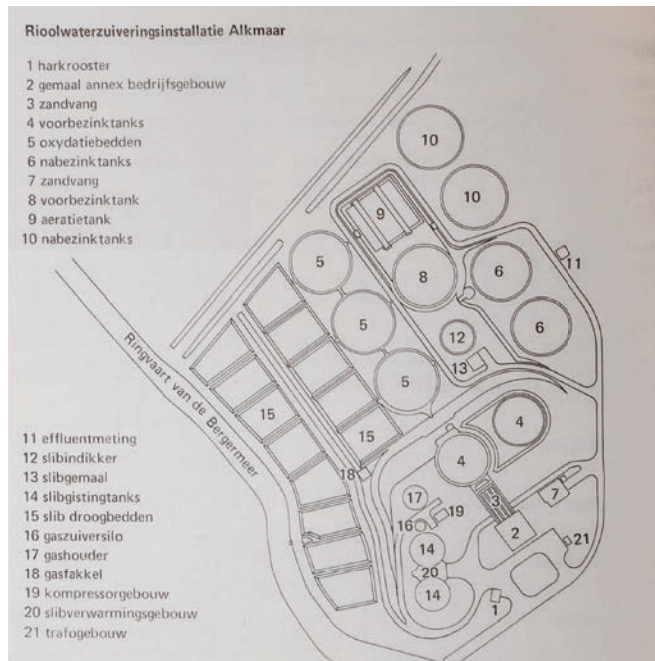 Rioolwaterzuiveringsinstallatie Alkmaar
1 harkrooster
2 gemaal annex bedrijfsgebouw
3 zandvang
4 voorbezinktanks
5 oxydatiebedden
6 nabezinktanks
7 zandvang
8 voorbezinktank
9 aeratietank
10 nabezinktanks
10
10
9
5
8
6
11
5
12
6
13
5
15
15
4
18
4
17
3
7
16
19
2
21
14
20
14
1
Ringvaart van de Bergermeer
11 effluentmeting
12 slibindikker
13 slibgemaal
14 slibgistingtanks
15 slib droogbedden
16 gaszuiversilo
17 gashouder
18 gasfakkel
19 kompressorgebouw
20 slibverwarmingsgebouw
21 trafogebouw